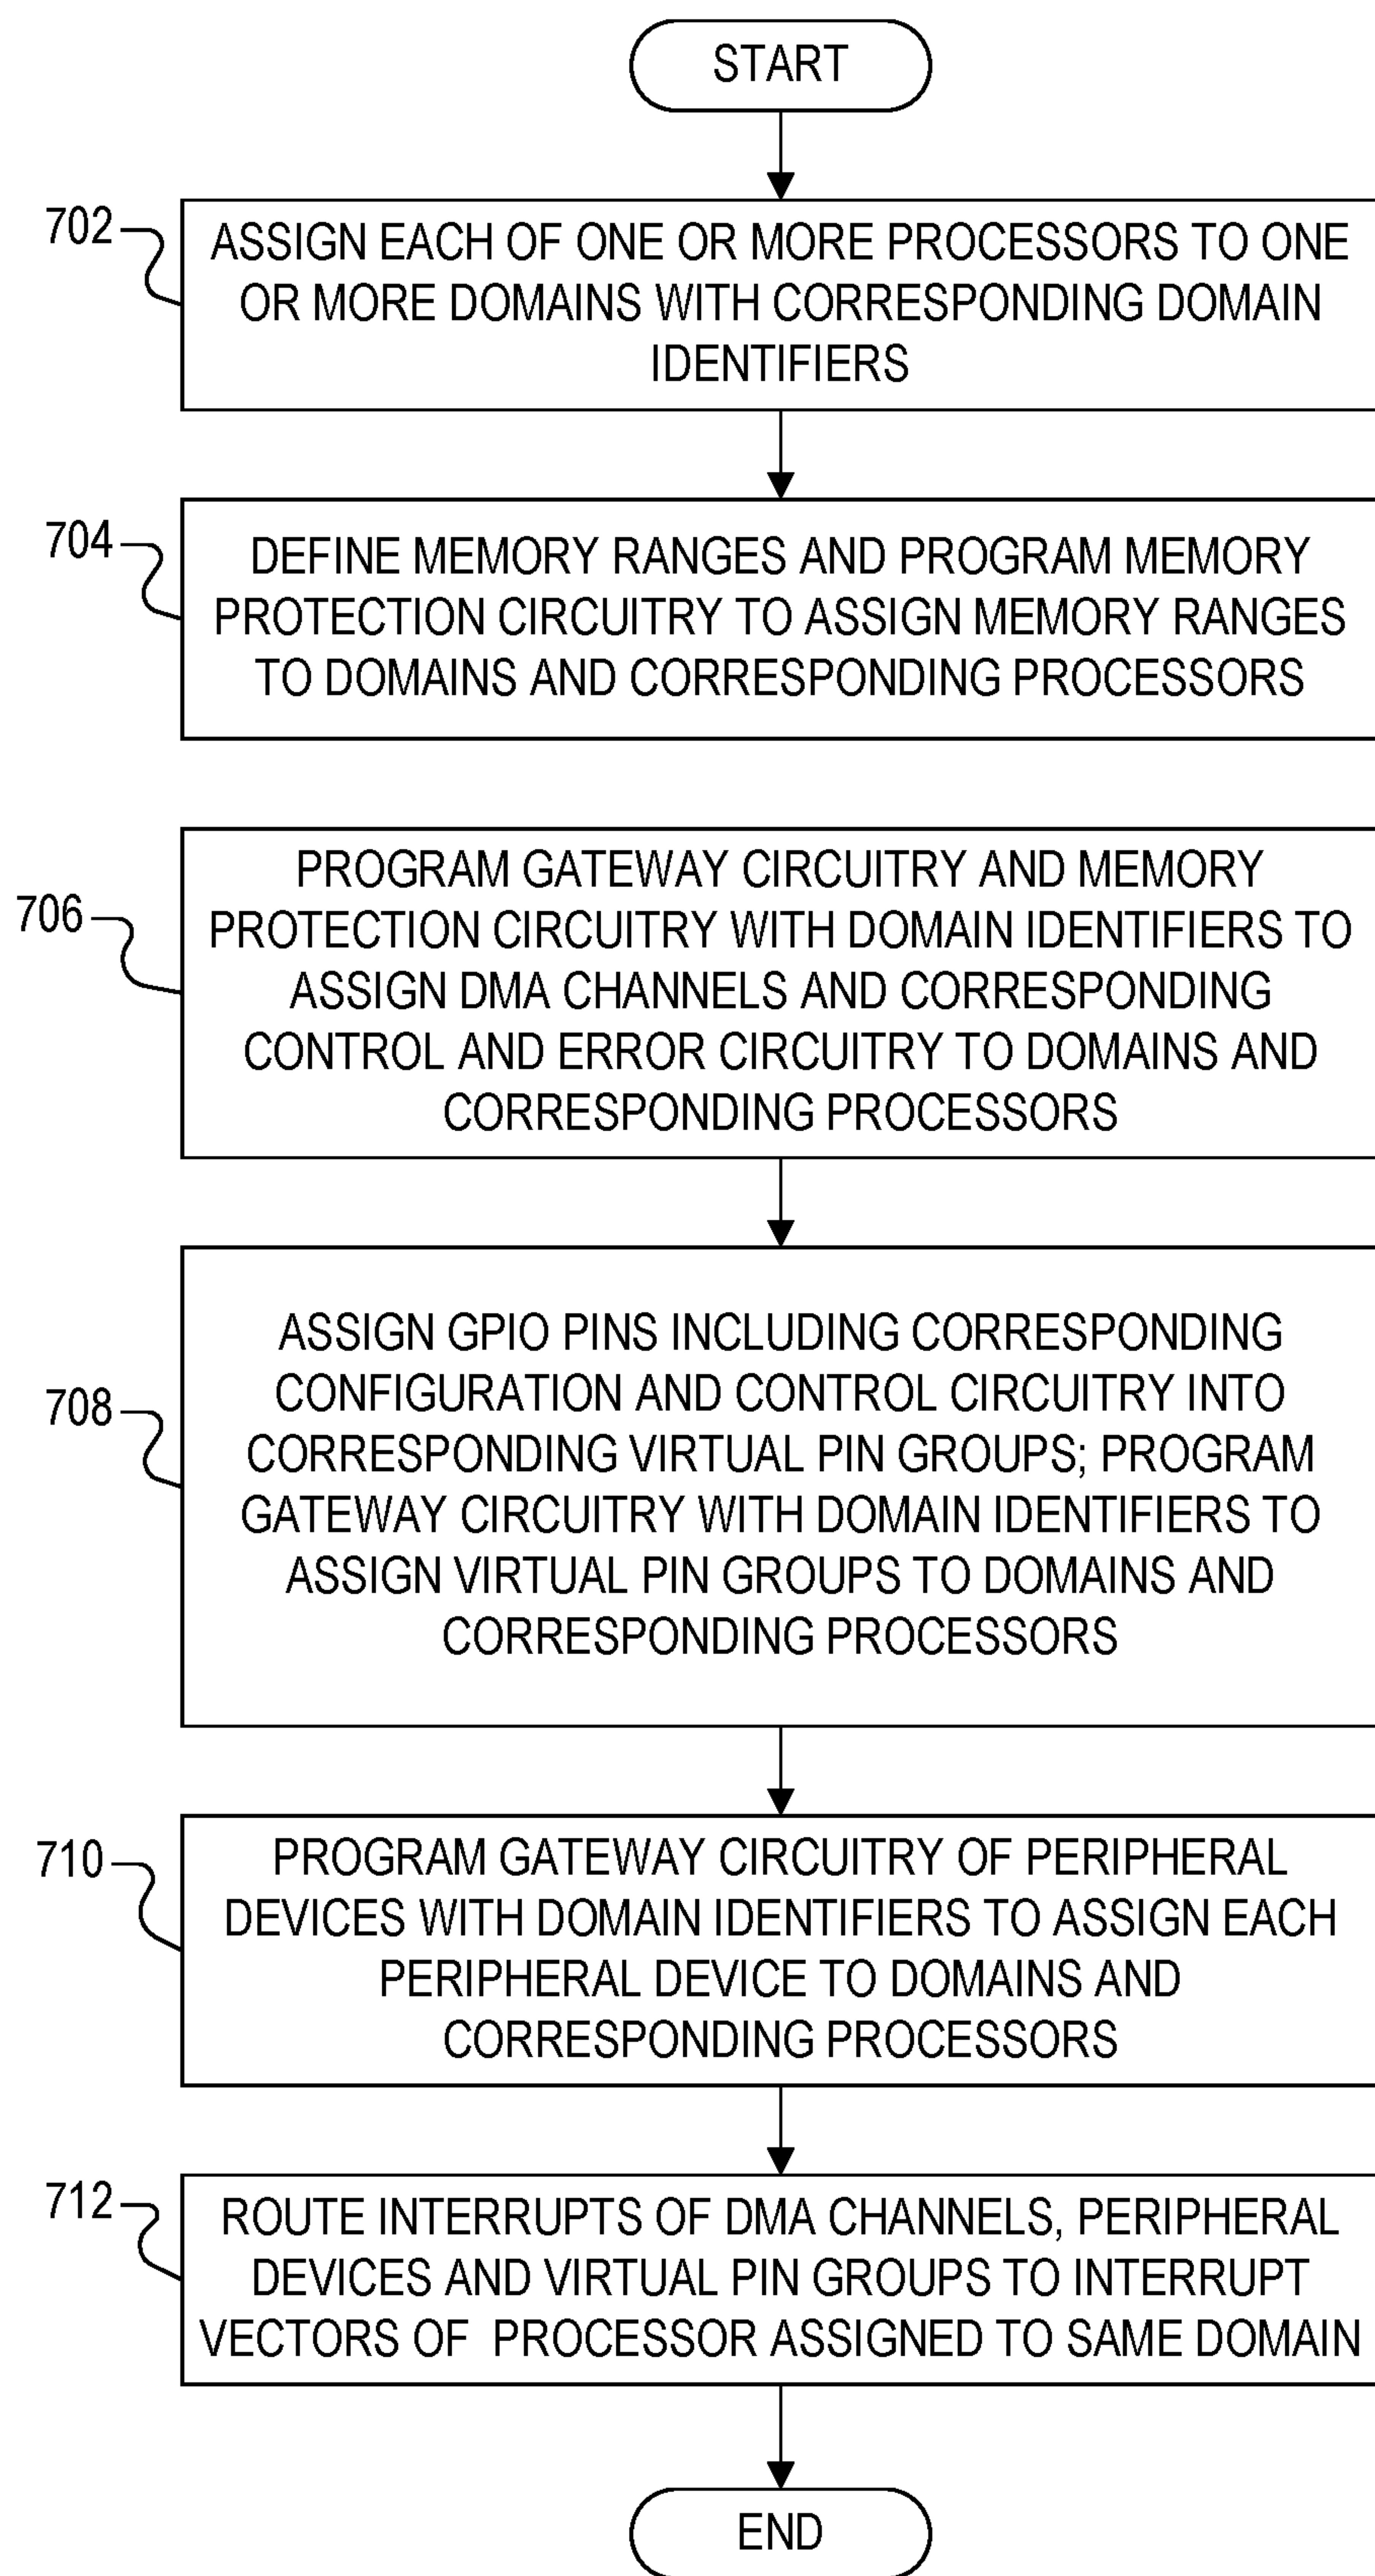 START
702
ASSIGN EACH OF ONE OR MORE PROCESSORS TO ONE
OR MORE DOMAINS WITH CORRESPONDING DOMAIN
IDENTIFIERS
704
DEFINE MEMORY RANGES AND PROGRAM MEMORY
PROTECTION CIRCUITRY TO ASSIGN MEMORY RANGES
TO DOMAINS AND CORRESPONDING PROCESSORS
706
PROGRAM GATEWAY CIRCUITRY AND MEMORY
PROTECTION CIRCUITRY WITH DOMAIN IDENTIFIERS TO
ASSIGN DMA CHANNELS AND CORRESPONDING
CONTROL AND ERROR CIRCUITRY TO DOMAINS AND
CORRESPONDING PROCESSORS
708
ASSIGN GPIO PINS INCLUDING CORRESPONDING
CONFIGURATION AND CONTROL CIRCUITRY INTO
CORRESPONDING VIRTUAL PIN GROUPS; PROGRAM
GATEWAY CIRCUITRY WITH DOMAIN IDENTIFIERS TO
ASSIGN VIRTUAL PIN GROUPS TO DOMAINS AND
CORRESPONDING PROCESSORS
710
PROGRAM GATEWAY CIRCUITRY OF PERIPHERAL
DEVICES WITH DOMAIN IDENTIFIERS TO ASSIGN EACH
PERIPHERAL DEVICE TO DOMAINS AND
CORRESPONDING PROCESSORS
712
ROUTE INTERRUPTS OF DMA CHANNELS, PERIPHERAL
DEVICES AND VIRTUAL PIN GROUPS TO INTERRUPT
VECTORS OF PROCESSOR ASSIGNED TO SAME DOMAIN
END